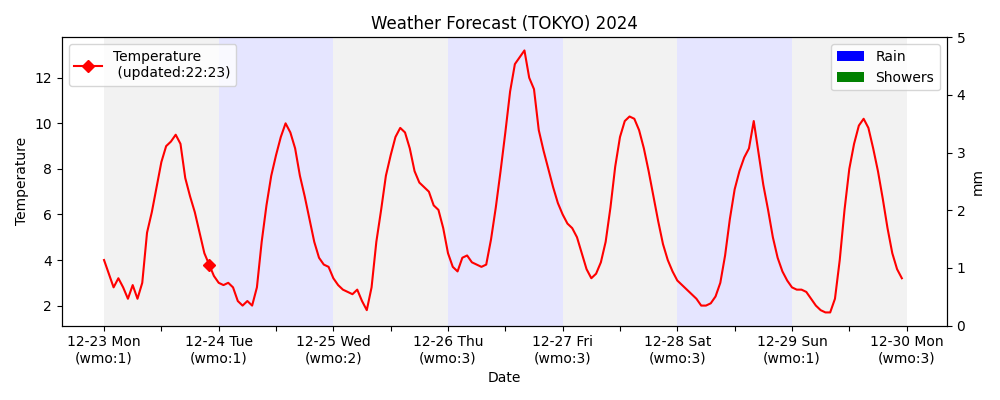 Weather Forecast (TOKYO) 2024
Temperature
(updated:22:23)
Rain
Showers
Temperature
12
10
8
6
4
2
5
4
3
2
1
0
mm
12-23 Mon
(wmo:1)
12-24 Tue
(wmo:1)
12-25 Wed
(wmo:2)
12-26 Thu
(wmo:3)
12-27 Fri
(wmo:3)
12-28 Sat
(wmo:3)
12-29 Sun
(wmo:1)
12-30 Mon
(wmo:3)
Date